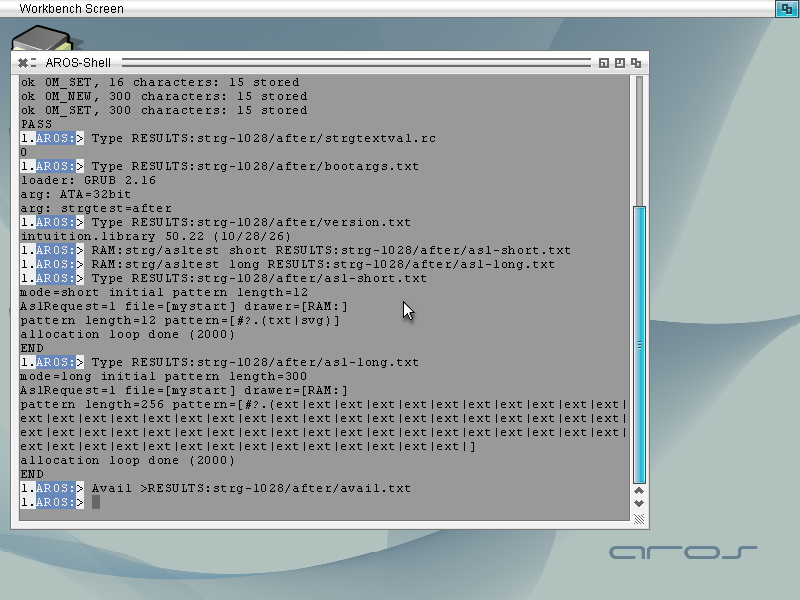 Workbench Screen
AROS-Shell
ok OM_SET, 16 characters: 15 stored
ok OM_NEW, 300 characters: 15 stored
ok OM_SET, 300 characters: 15 stored
PASS
1.AROS:> Type RESULTS:strg-1028/after/strgtextval.rc
0
1.AROS:> Type RESULTS:strg-1028/after/bootargs.txt
loader: GRUB 2.16
arg: ATA=32bit
arg: strgtest=after
1.AROS:> Type RESULTS:strg-1028/after/version.txt
intuition.library 50.22 (10/28/26)
1.AROS:> RAM:strg/asltest short RESULTS:strg-1028/after/asl-short.txt
1.AROS:> RAM:strg/asltest long RESULTS:strg-1028/after/asl-long.txt
1.AROS:> Type RESULTS:strg-1028/after/asl-short.txt
mode=short initial pattern length=12
AslRequest=1 file=[mystart] drawer=[RAM:]
pattern length=12 pattern=[#?.(txt|svg)]
allocation loop done (2000)
END
1.AROS:> Type RESULTS:strg-1028/after/asl-long.txt
mode=long initial pattern length=300
AslRequest=1 file=[mystart] drawer=[RAM:]
pattern length=256 pattern=[#?.(ext|ext|ext|ext|ext|ext|ext|ext|ext|ext|ext|
ext|ext|ext|ext|ext|ext|ext|ext|ext|ext|ext|ext|ext|ext|ext|ext|ext|ext|ext|
ext|ext|ext|ext|ext|ext|ext|ext|ext|ext|ext|ext|ext|ext|ext|ext|ext|ext|ext|
ext|ext|ext|ext|ext|ext|ext|ext|ext|ext|ext|ext|ext|ext|]
allocation loop done (2000)
END
1.AROS:> Avail >RESULTS:strg-1028/after/avail.txt
1.AROS:>
aros